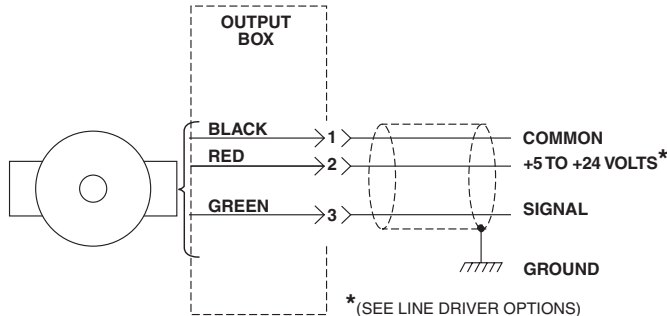 OUTPUT
BOX
BLACK 1 COMMON
RED 2 +5 TO +24 VOLTS*
GREEN 3 SIGNAL
GROUND
*(SEE LINE DRIVER OPTIONS)